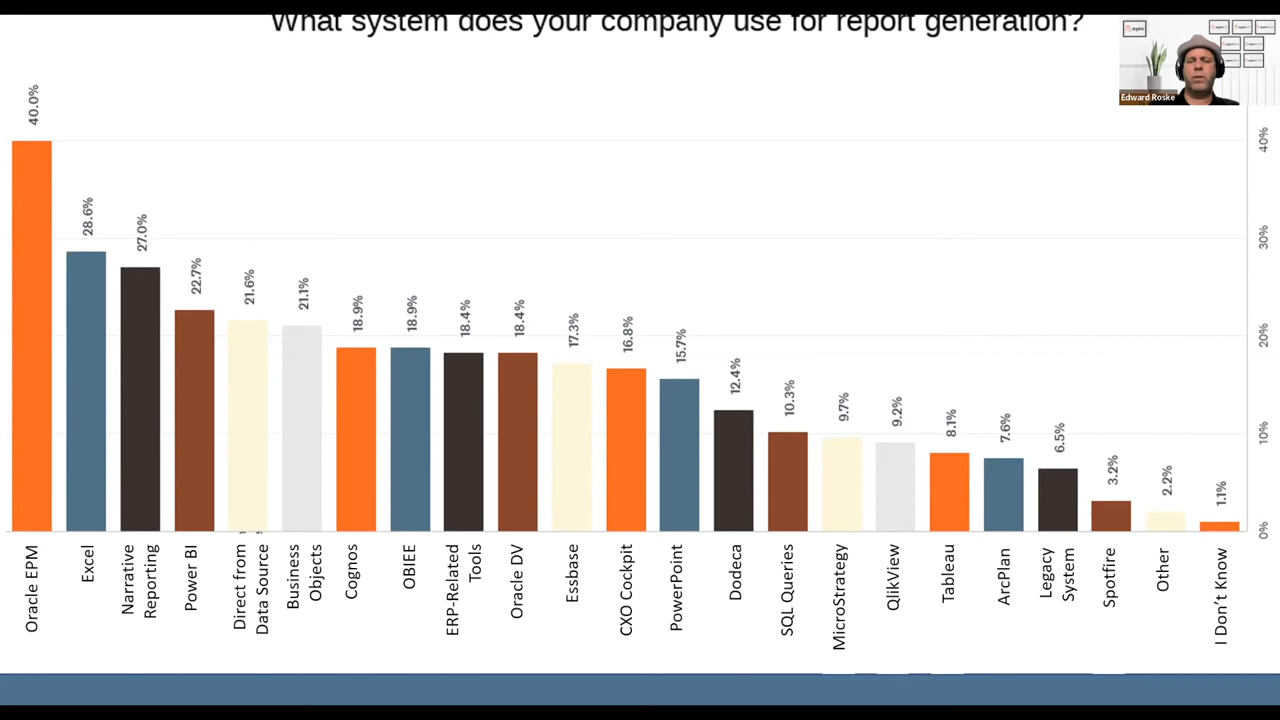 What system does your company use for report generation?
Edward Roske
40.0%
28.6%
27.0%
22.7%
21.6%
21.1%
18.9%
18.9%
18.4%
18.4%
17.3%
16.8%
15.7%
12.4%
10.3%
9.7%
9.2%
8.1%
7.6%
6.5%
3.2%
2.2%
1.1%
40%
30%
20%
10%
0%
Oracle EPM
Excel
Narrative
Reporting
Power BI
Direct from
Data Source
Business
Objects
Cognos
OBIEE
ERP-Related
Tools
Oracle DV
Essbase
CXO Cockpit
PowerPoint
Dodeca
SQL Queries
MicroStrategy
QlikView
Tableau
ArcPlan
Legacy
System
Spotfire
Other
I Don't Know